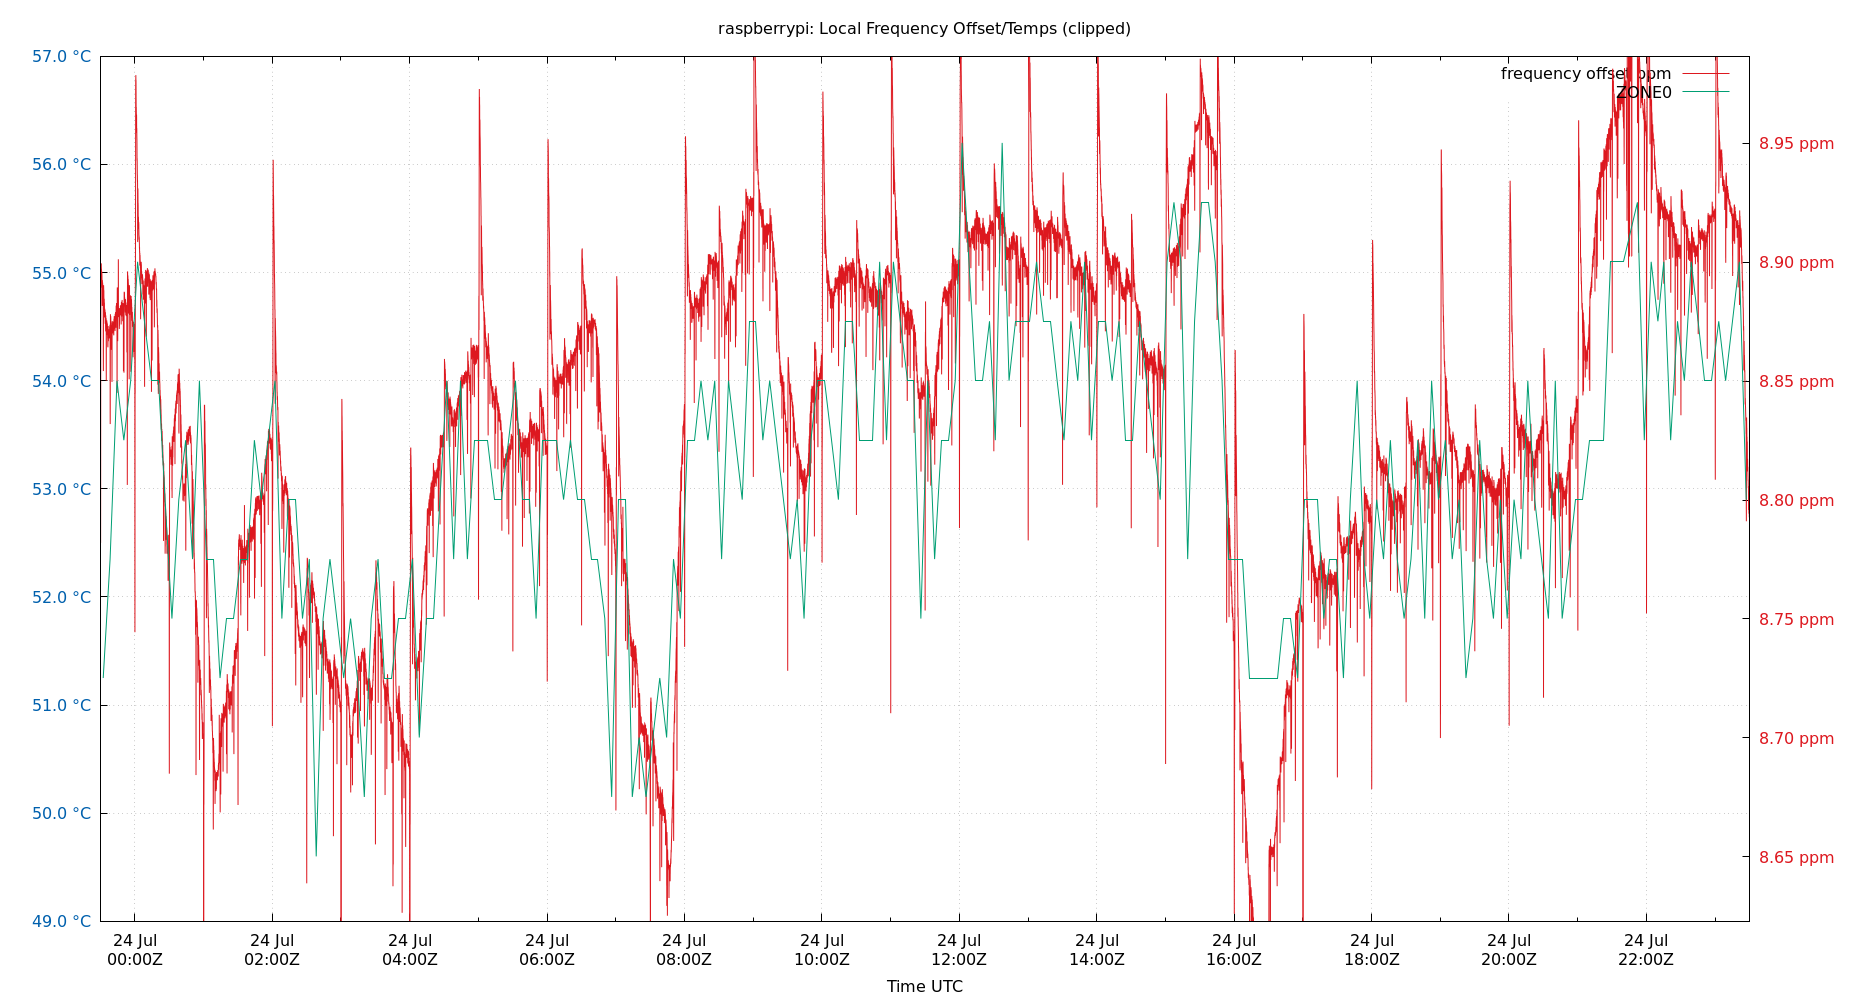 raspberrypi: Local Frequency Offset/Temps (clipped)
57.0 °C
56.0 °C
55.0 °C
54.0 °C
53.0 °C
52.0 °C
51.0 °C
50.0 °C
49.0 °C
frequency offset ppm
ZONE0
8.95 ppm
8.90 ppm
8.85 ppm
8.80 ppm
8.75 ppm
8.70 ppm
8.65 ppm
24 Jul 24 Jul 24 Jul 24 Jul 24 Jul 24 Jul 24 Jul 24 Jul 24 Jul 24 Jul 24 Jul 24 Jul
00:00Z 02:00Z 04:00Z 06:00Z 08:00Z 10:00Z 12:00Z 14:00Z 16:00Z 18:00Z 20:00Z 22:00Z
Time UTC